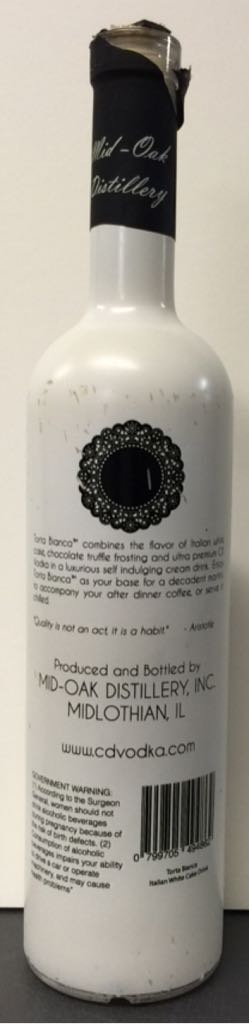 Mid-Oak
Distillery
Torta Bianca™ combines the flavor of Italian white
cake, chocolate truffle frosting and ultra premium CD
Vodka in a luxurious self indulging cream drink. Enjoy
Torta Bianca™ as your base for a decadent martini,
to accompany your after dinner coffee, or serve it
chilled.
"Quality is not an act, it is a habit" - Aristotle
Produced and Bottled by
MID-OAK DISTILLERY, INC.
MIDLOTHIAN, IL
www.cdvodka.com
GOVERNMENT WARNING:
(1) According to the Surgeon
General, women should not
drink alcoholic beverages
during pregnancy because of
the risk of birth defects. (2)
Consumption of alcoholic
beverages impairs your ability
to drive a car or operate
machinery, and may cause
health problems"
0 799705
Torta Bianca
Italian White Cake Drink